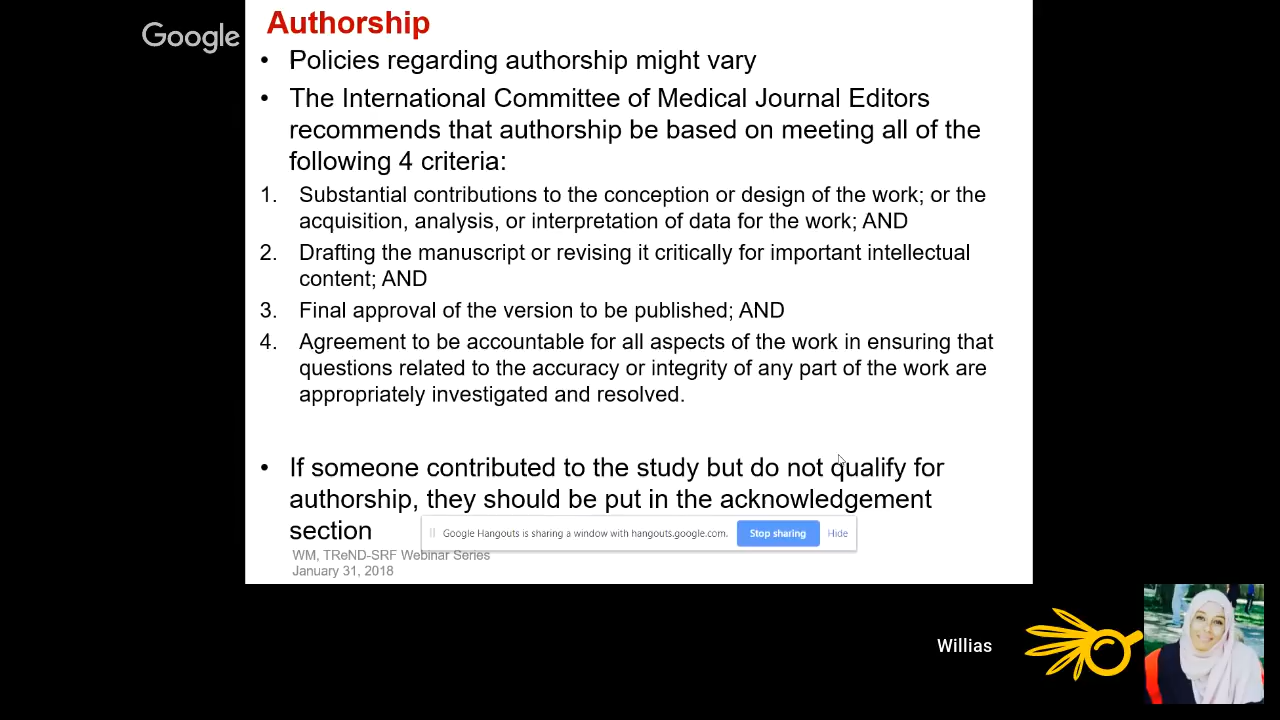 Google
Authorship
• Policies regarding authorship might vary
• The International Committee of Medical Journal Editors
recommends that authorship be based on meeting all of the
following 4 criteria:
1. Substantial contributions to the conception or design of the work; or the
acquisition, analysis, or interpretation of data for the work; AND
2. Drafting the manuscript or revising it critically for important intellectual
content; AND
3. Final approval of the version to be published; AND
4. Agreement to be accountable for all aspects of the work in ensuring that
questions related to the accuracy or integrity of any part of the work are
appropriately investigated and resolved.
• If someone contributed to the study but do not qualify for
authorship, they should be put in the acknowledgement
section
Google Hangouts is sharing a window with hangouts.google.com. Stop sharing Hide
WM, TReND-SRF Webinar Series
January 31, 2018
Willias